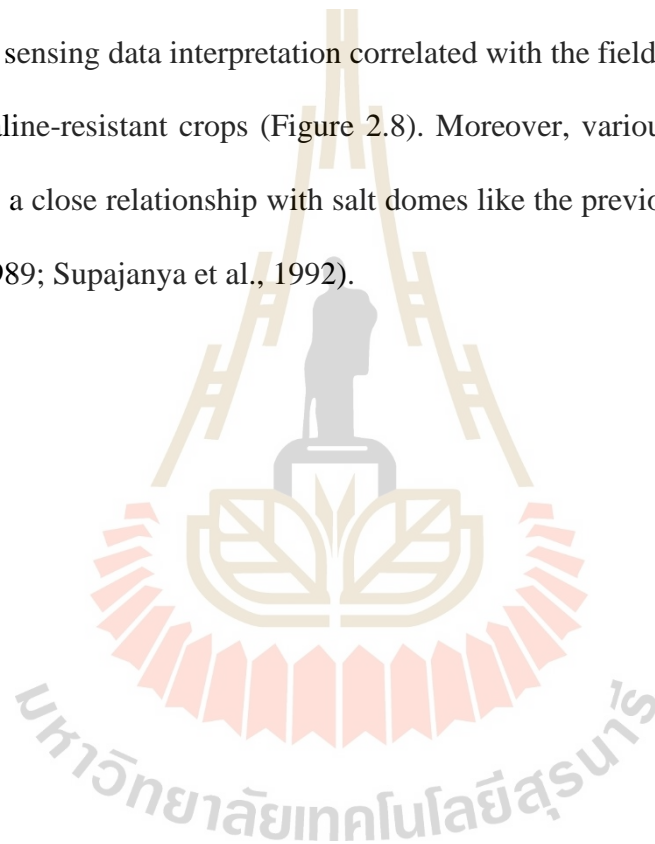 sensing data interpretation correlated with the field
aline-resistant crops (Figure 2.8). Moreover, variou
a close relationship with salt domes like the previo
989; Supajanya et al., 1992).
มหาวิทยาลัยเทคโนโลยีสุรนารี